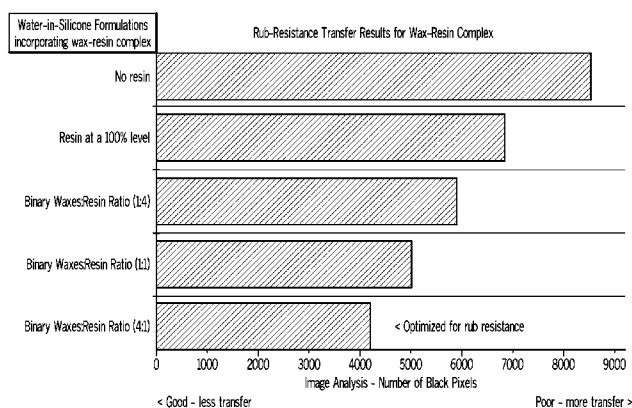 Water-in-Silicone Formulations
incorporating wax-resin complex
Rub-Resistance Transfer Results for Wax-Resin Complex
No resin
Resin at a 100% level
Binary Waxes:Resin Ratio (1:4)
Binary Waxes:Resin Ratio (1:1)
Binary Waxes:Resin Ratio (4:1)
< Optimized for rub resistance
0 1000 2000 3000 4000 5000 6000 7000 8000 9000
Image Analysis - Number of Black Pixels
< Good - less transfer Poor - more transfer >